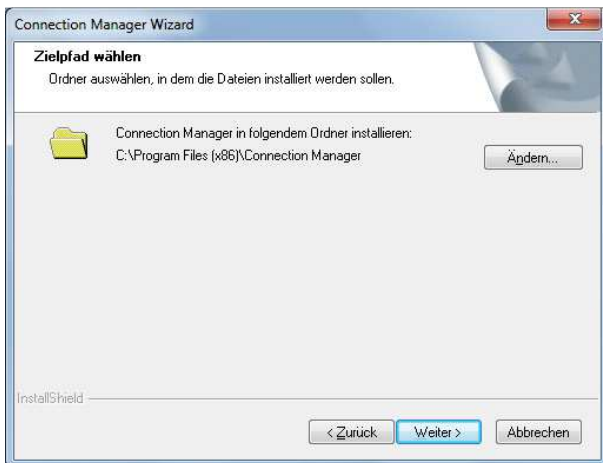 Connection Manager Wizard
Zielpfad wählen
Ordner auswählen, in dem die Dateien installiert werden sollen.
Connection Manager in folgendem Ordner installieren:
C:\Program Files (x86)\Connection Manager
Ändern...
InstallShield
< Zurück
Weiter >
Abbrechen